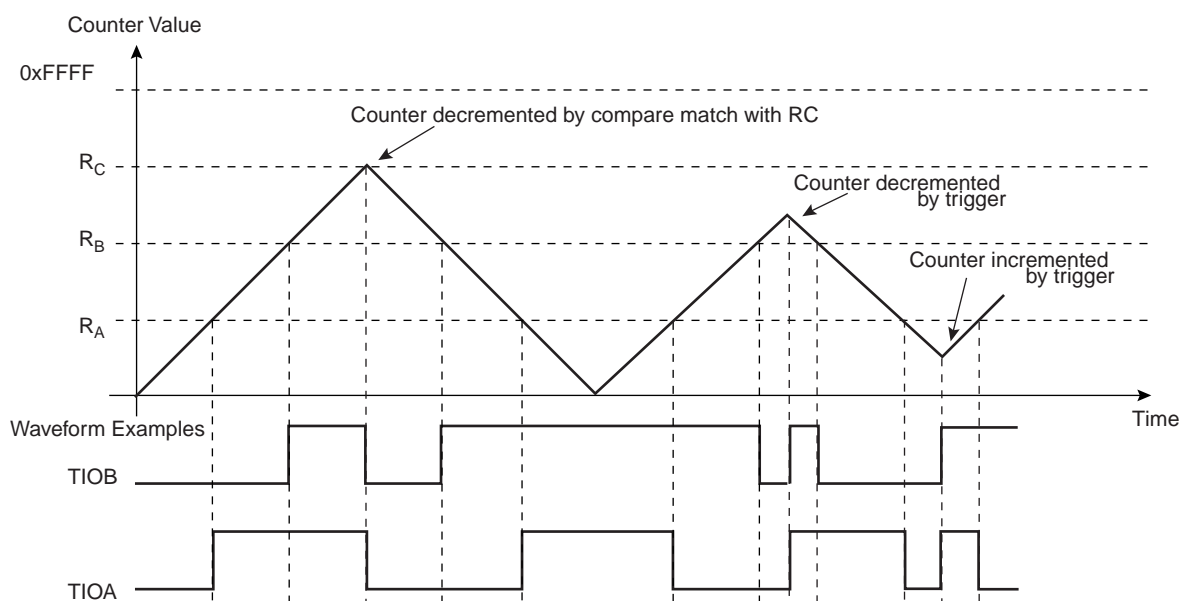 Counter Value
0xFFFF
Counter decremented by compare match with RC
RC
Counter decremented
by trigger
RB
Counter incremented
by trigger
RA
Time
Waveform Examples
TIOB
TIOA